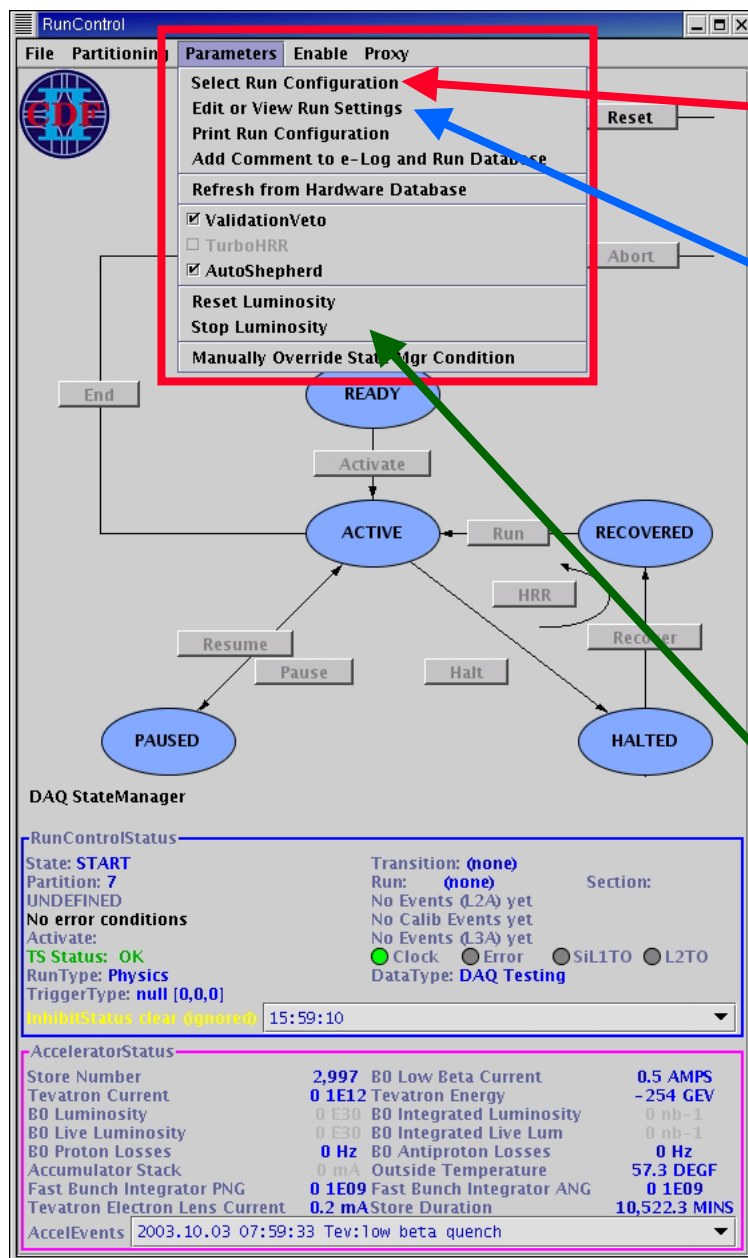 RunControl
File Partitioning Parameters Enable Proxy
CDF II
Select Run Configuration
Edit or View Run Settings
Print Run Configuration
Add Comment to e-Log and Run Database
Refresh from Hardware Database
ValidationVeto
TurboHRR
AutoShepherd
Reset Luminosity
Stop Luminosity
Manually Override State Mgr Condition
Reset
Abort
End
READY
Activate
ACTIVE
Run
RECOVERED
HRR
Resume
Pause
Halt
Recover
PAUSED
HALTED
DAQ StateManager
RunControlStatus
State: START Transition: (none)
Partition: 7 Run: (none) Section:
UNDEFINED No Events (L2A) yet
No error conditions No Calib Events yet
Activate: No Events (L3A) yet
TS Status: OK Clock Error SiL1TO L2TO
RunType: Physics DataType: DAQ Testing
TriggerType: null [0,0,0]
InhibitStatus clear (ignored) 15:59:10
AcceleratorStatus
Store Number 2,997 B0 Low Beta Current 0.5 AMPS
Tevatron Current 0 1E12 Tevatron Energy -254 GEV
B0 Luminosity 0 E30 B0 Integrated Luminosity 0 nb-1
B0 Live Luminosity 0 E30 B0 Integrated Live Lum 0 nb-1
B0 Proton Losses 0 Hz B0 Antiproton Losses 0 Hz
Accumulator Stack 0 mA Outside Temperature 57.3 DEGF
Fast Bunch Integrator PNG 0 1E09 Fast Bunch Integrator ANG 0 1E09
Tevatron Electron Lens Current 0.2 mA Store Duration 10,522.3 MINS
AccelEvents 2003.10.03 07:59:33 Tev:low beta quench